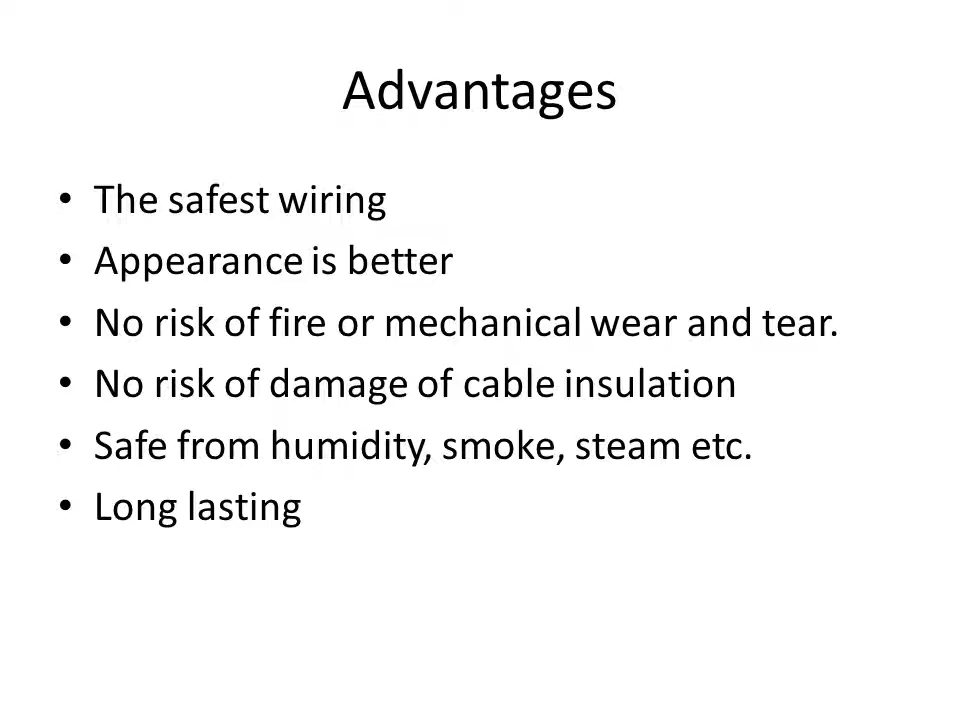 Advantages
• The safest wiring
• Appearance is better
• No risk of fire or mechanical wear and tear.
• No risk of damage of cable insulation
• Safe from humidity, smoke, steam etc.
• Long lasting